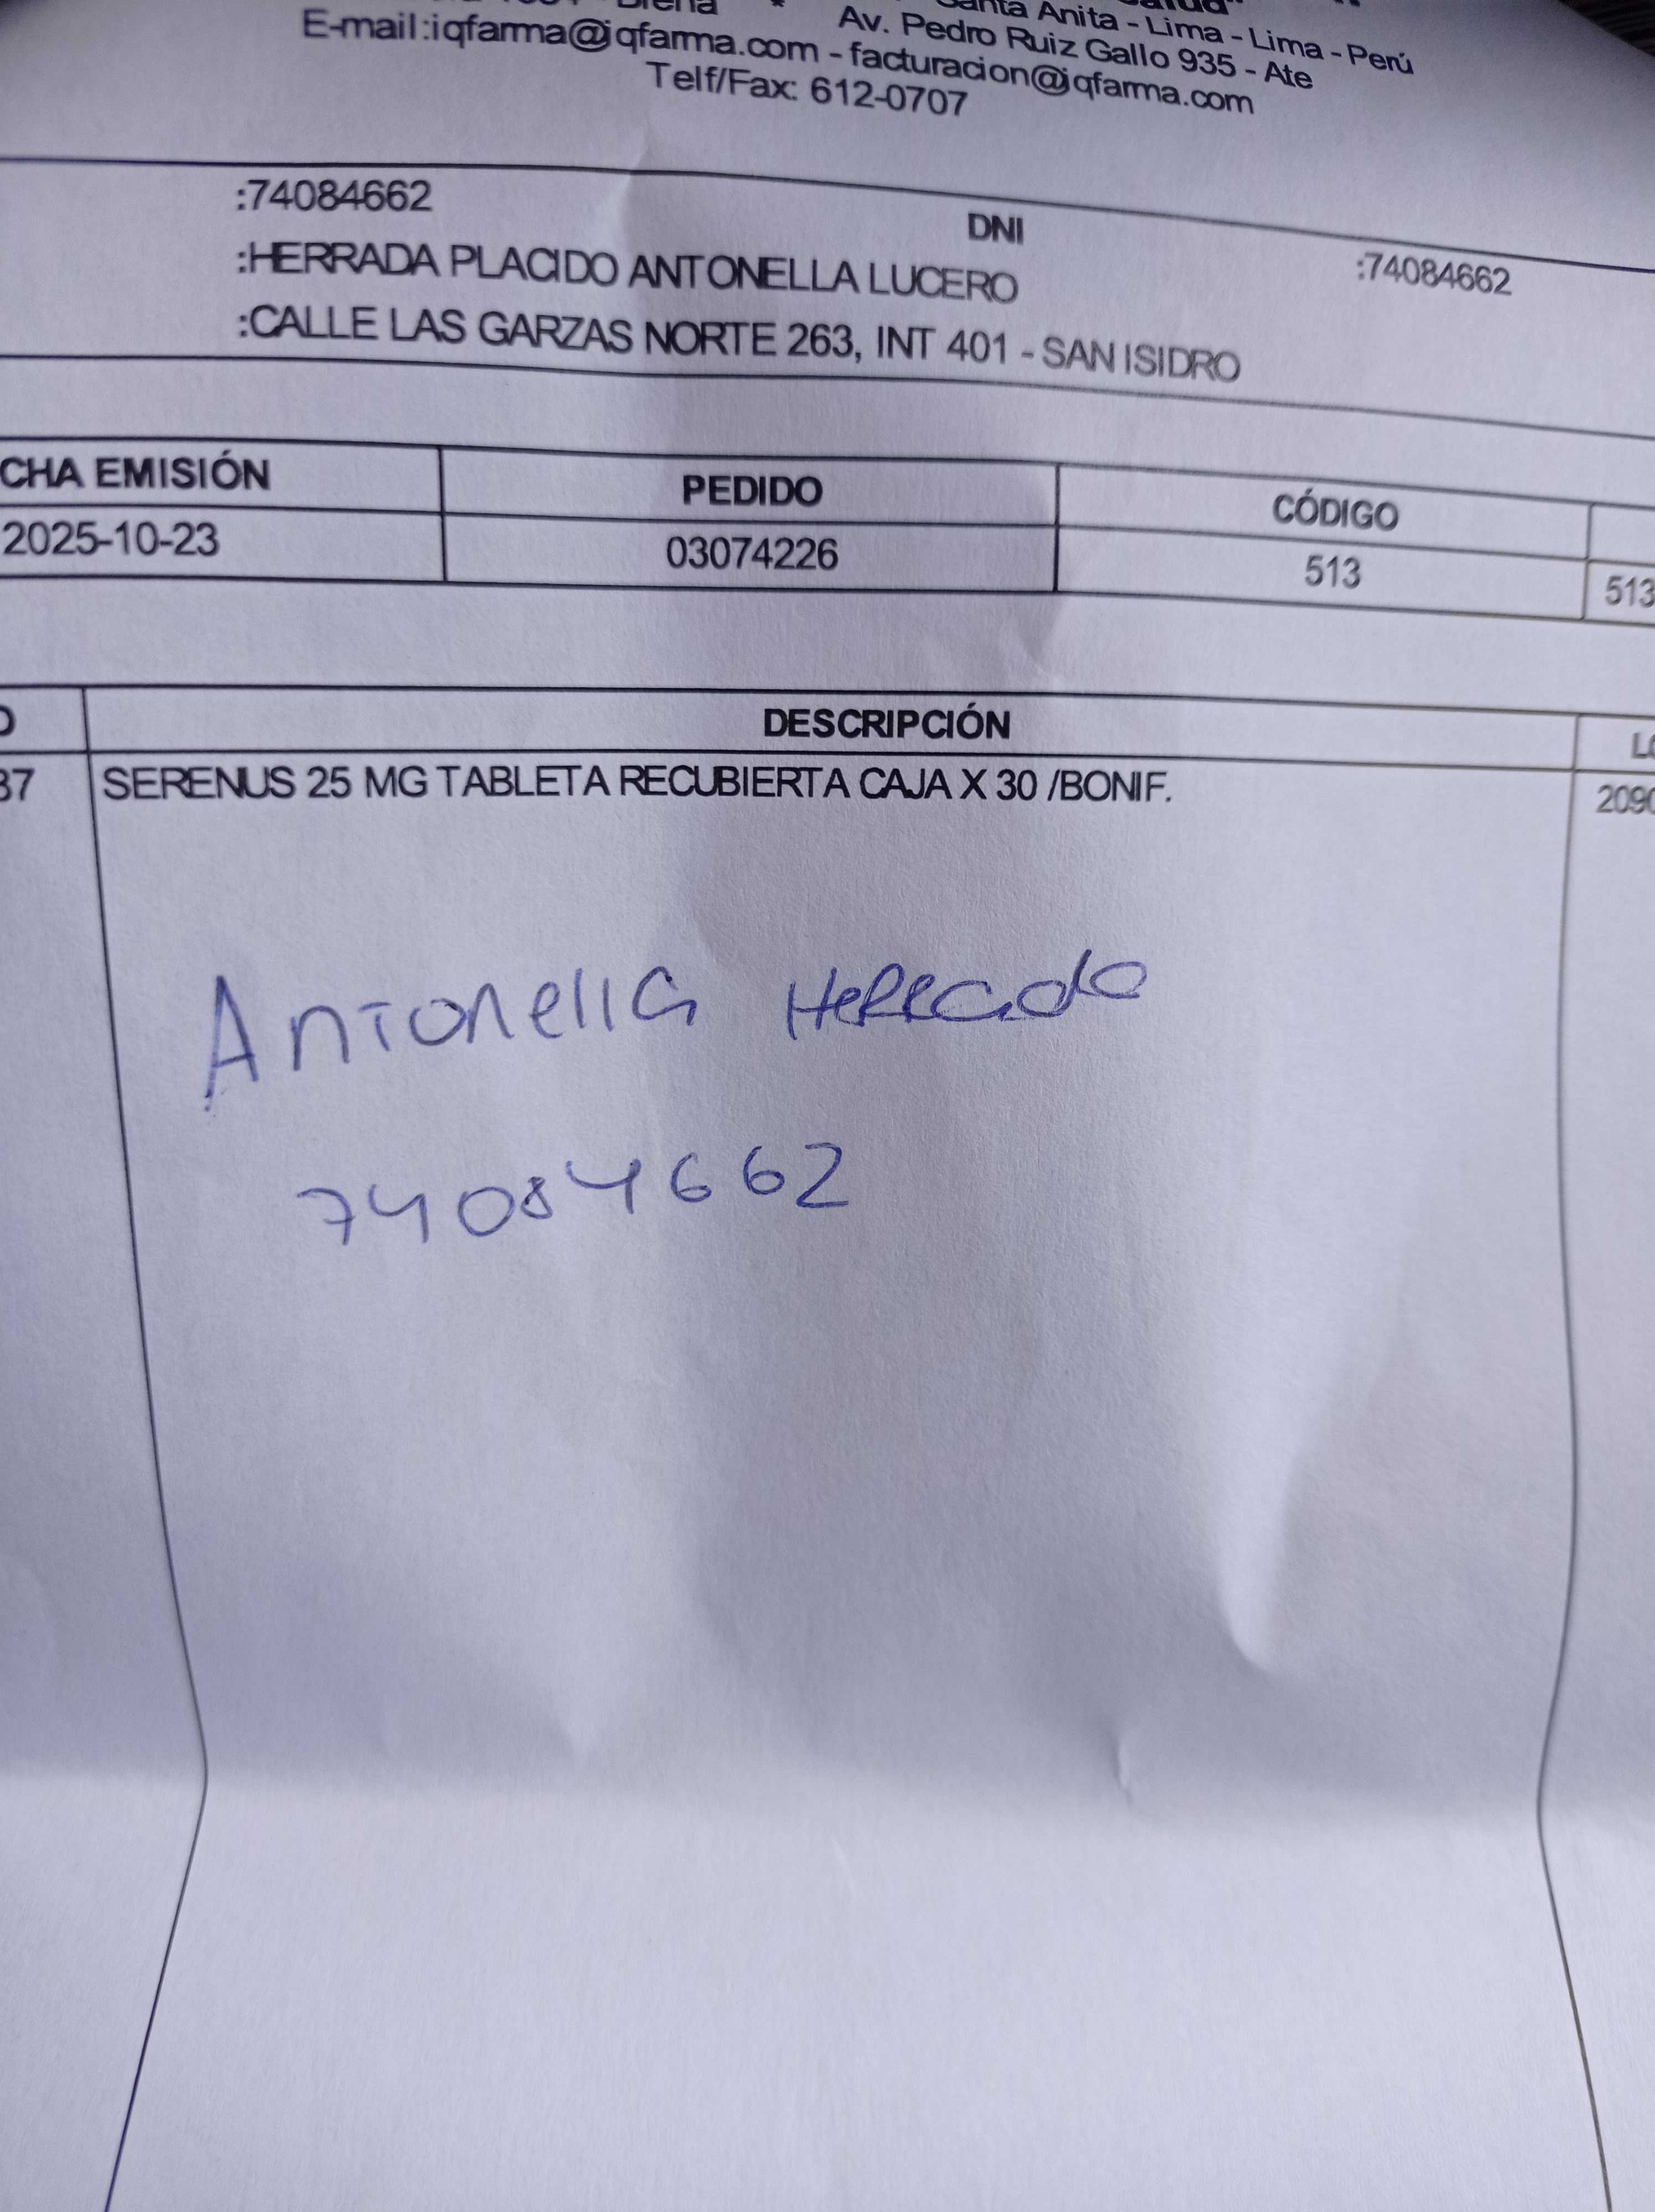 Santa Anita - Lima - Lima - Perú
Av. Pedro Ruiz Gallo 935 - Ate
E-mail:iqfarma@iqfarma.com - facturacion@iqfarma.com
Telf/Fax: 612-0707
:74084662 DNI :74084662
:HERRADA PLACIDO ANTONELLA LUCERO
:CALLE LAS GARZAS NORTE 263, INT 401 - SAN ISIDRO
CHA EMISIÓN PEDIDO CÓDIGO
2025-10-23 03074226 513 513
DESCRIPCIÓN
37 SERENUS 25 MG TABLETA RECUBIERTA CAJA X 30 /BONIF. 2090
Antonella Herrada
74084662